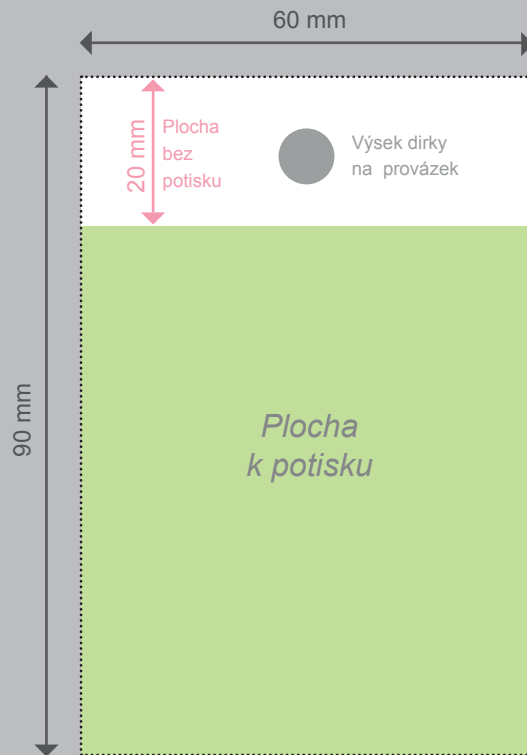 60 mm
20 mm
Plocha
bez
potisku
Výsek dirky
na provázek
90 mm
Plocha
k potisku